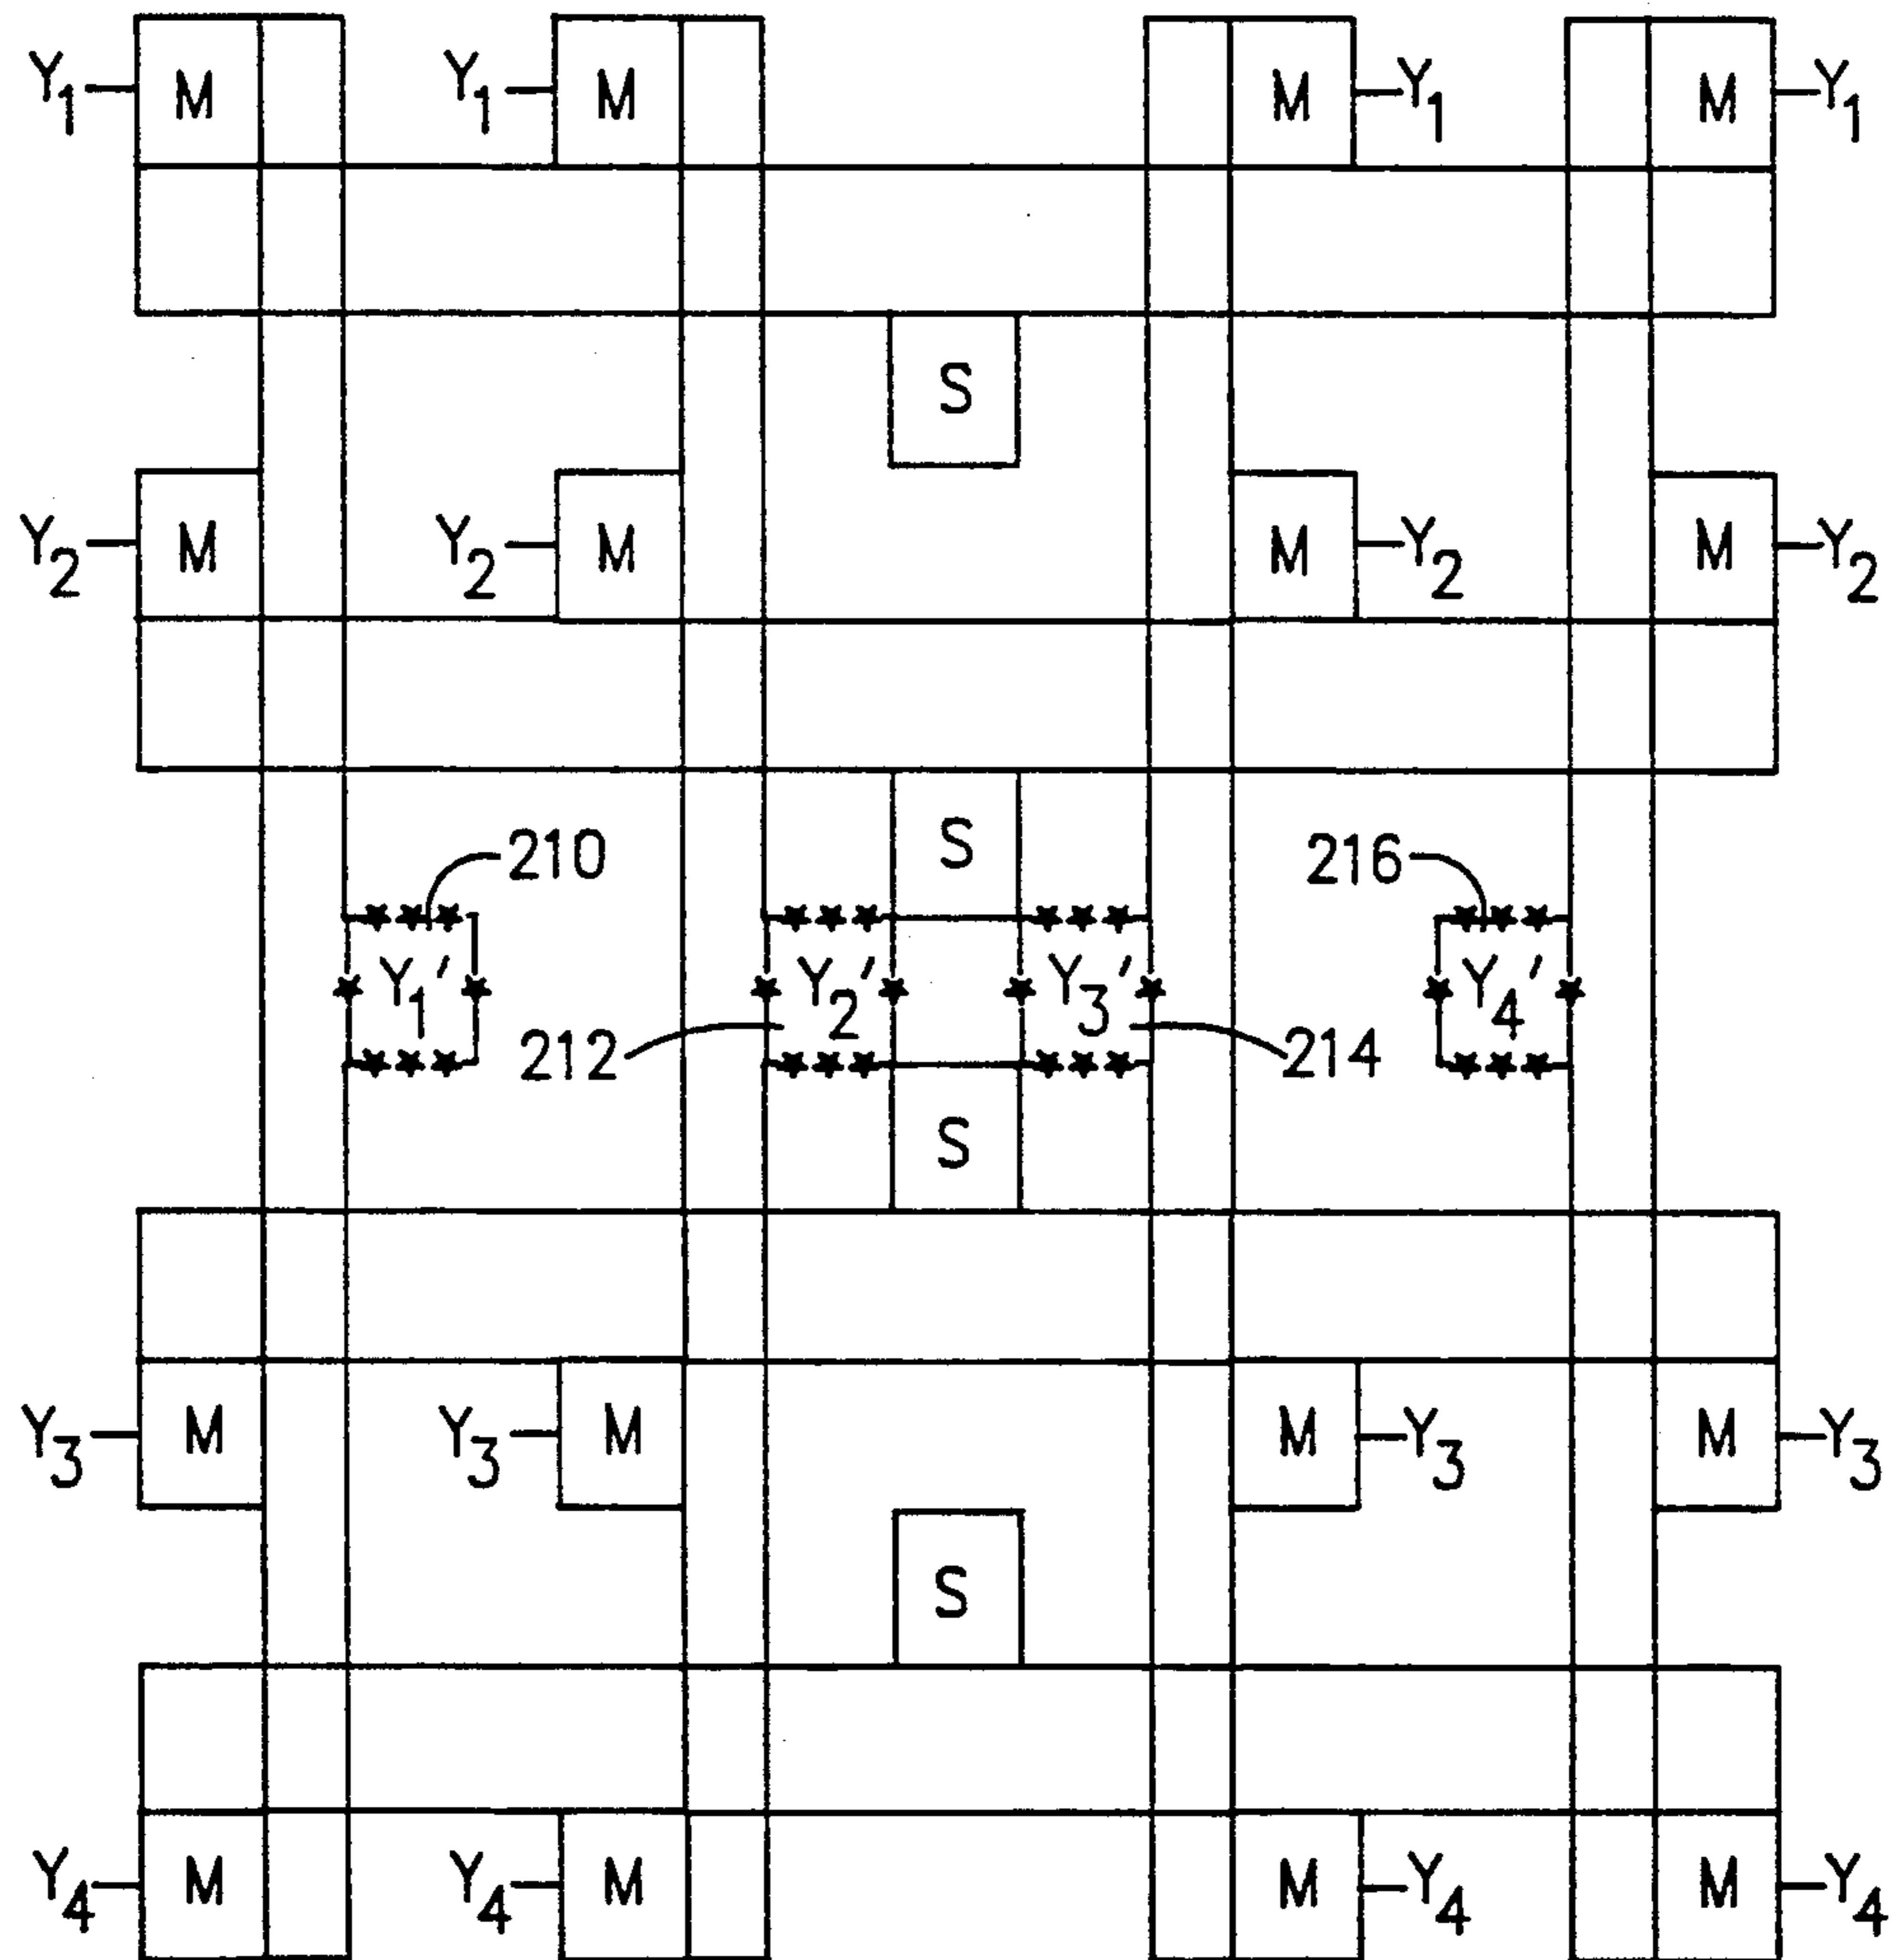 Y1 M Y1 M M Y1 M Y1
S
Y2 M Y2 M M Y2 M Y2
210 S 216
Y1' Y2' Y3' Y4'
212 214
S
Y3 M Y3 M M Y3 M Y3
S
Y4 M Y4 M M Y4 M Y4